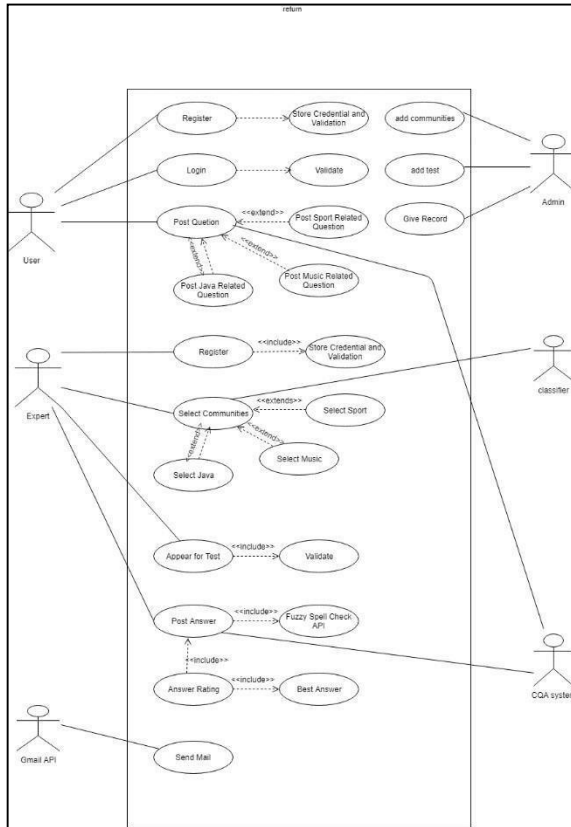 return
Register
Store Credential and
Validation
add communities
Login
Validate
add test
Admin
User
Post Quetion
<<extend>>
Post Sport Related
Question
Give Record
<<extend>>
<<extend>>
Post Java Related
Question
Post Music Related
Question
Register
<<include>>
Store Credential and
Validation
Expert
classifier
Select Communities
<<extends>>
Select Sport
<<extend>>
<<extend>>
Select Java
Select Music
Appear for Test
<<include>>
Validate
Post Answer
<<include>>
Fuzzy Spell Check
API
<<include>>
Answer Rating
<<include>>
Best Answer
CQA system
Gmail API
Send Mail